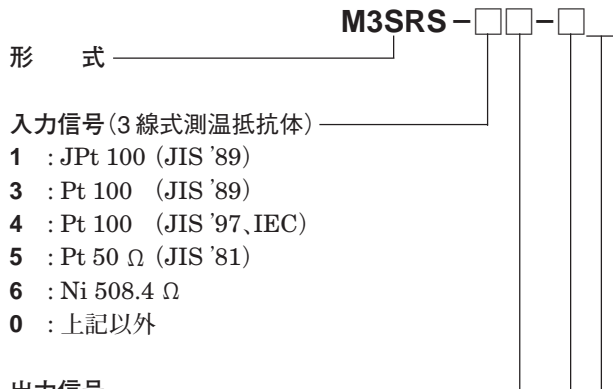 M3SRS－□□－□
形　　式
入力信号（3 線式測温抵抗体）
1 : JPt 100 (JIS ’89)
3 : Pt 100 (JIS ’89)
4 : Pt 100 (JIS ’97、IEC)
5 : Pt 50 Ω (JIS ’81)
6 : Ni 508.4 Ω
0 : 上記以外
出力信号